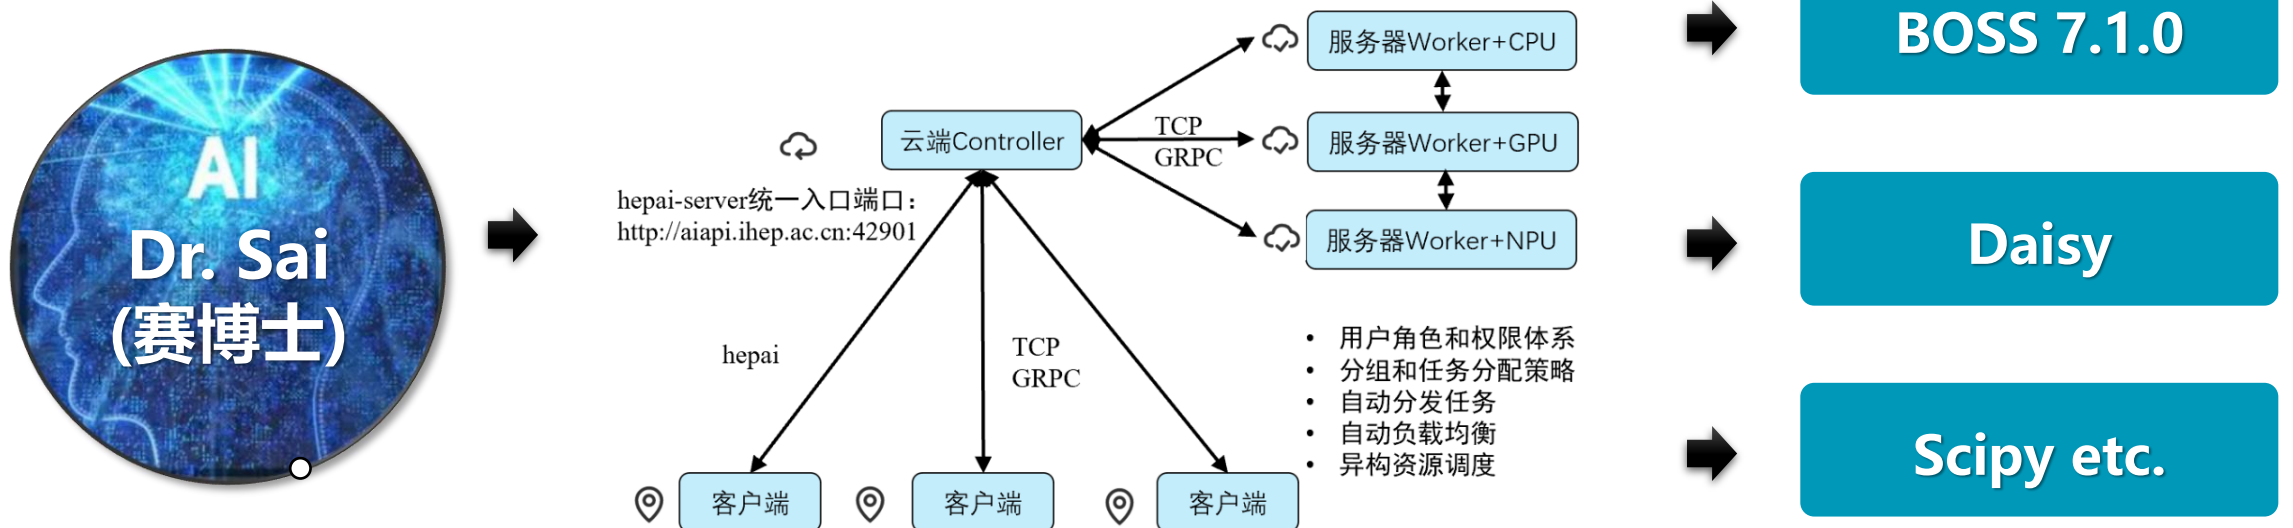 AI
Dr. Sai
(赛博士)
hepai-server统一入口端口：
http://aiapi.ihep.ac.cn:42901
云端Controller
TCP
GRPC
服务器Worker+CPU
服务器Worker+GPU
服务器Worker+NPU
hepai
TCP
GRPC
• 用户角色和权限体系
• 分组和任务分配策略
• 自动分发任务
• 自动负载均衡
• 异构资源调度
客户端
客户端
客户端
BOSS 7.1.0
Daisy
Scipy etc.